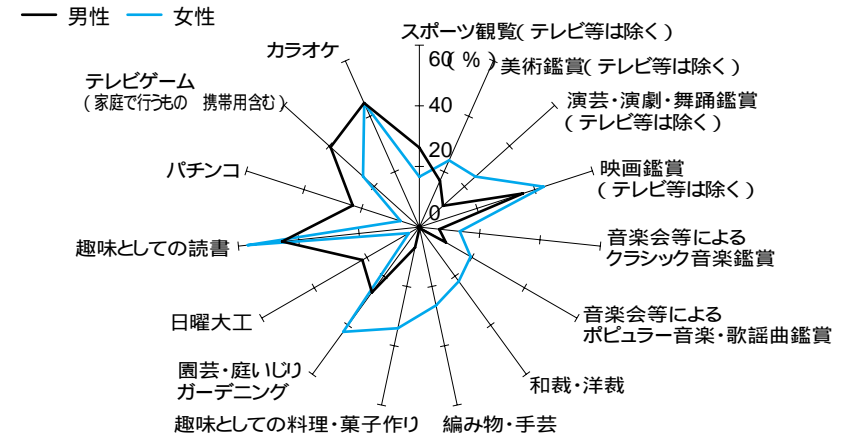 男性 女性
スポーツ観覧(テレビ等は除く)
(%)
60
40
20
0
美術鑑賞(テレビ等は除く)
演芸・演劇・舞踊鑑賞
(テレビ等は除く)
映画鑑賞
(テレビ等は除く)
音楽会等による
クラシック音楽鑑賞
音楽会等による
ポピュラー音楽・歌謡曲鑑賞
和裁・洋裁
編み物・手芸
趣味としての料理・菓子作り
園芸・庭いじり
ガーデニング
日曜大工
趣味としての読書
パチンコ
テレビゲーム
(家庭で行うもの 携帯用含む)
カラオケ